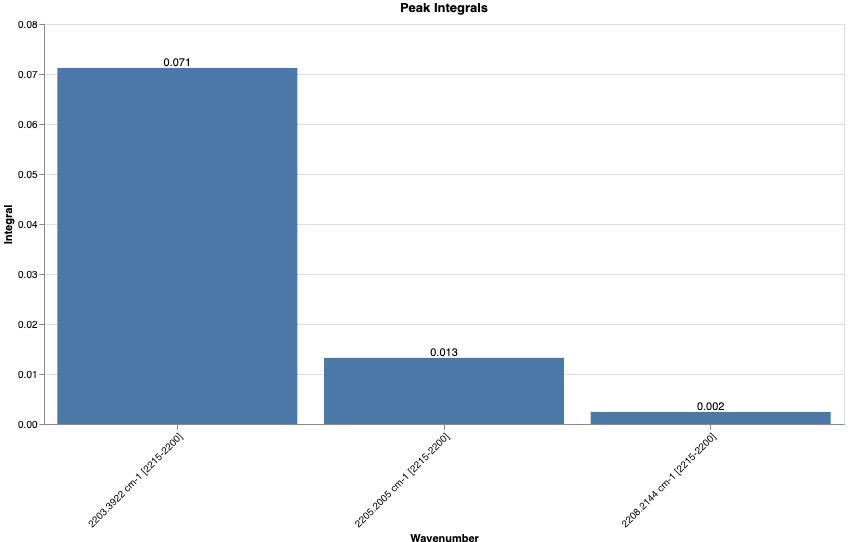 Peak Integrals
0.08
0.07
0.06
0.05
0.04
0.03
0.02
0.01
0.00
Integral
0.071
0.013
0.002
2203.3922 cm-1 [2215-2200]
2205.2005 cm-1 [2215-2200]
2208.2144 cm-1 [2215-2200]
Wavenumber